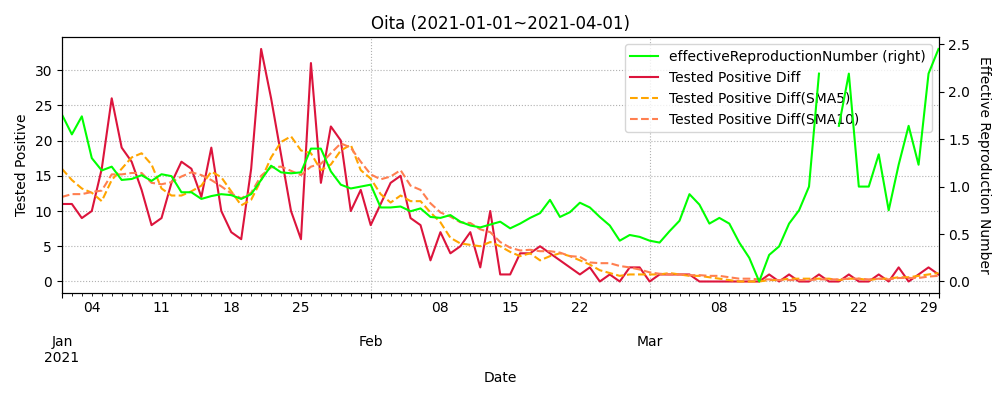 Oita (2021-01-01~2021-04-01)
effectiveReproductionNumber (right)
Tested Positive Diff
Tested Positive Diff(SMA5)
Tested Positive Diff(SMA10)
Tested Positive
30
25
20
15
10
5
0
Effective Reproduction Number
2.5
2.0
1.5
1.0
0.5
0.0
04 11 18 25 08 15 22 08 15 22 29
Jan Feb Mar
2021
Date